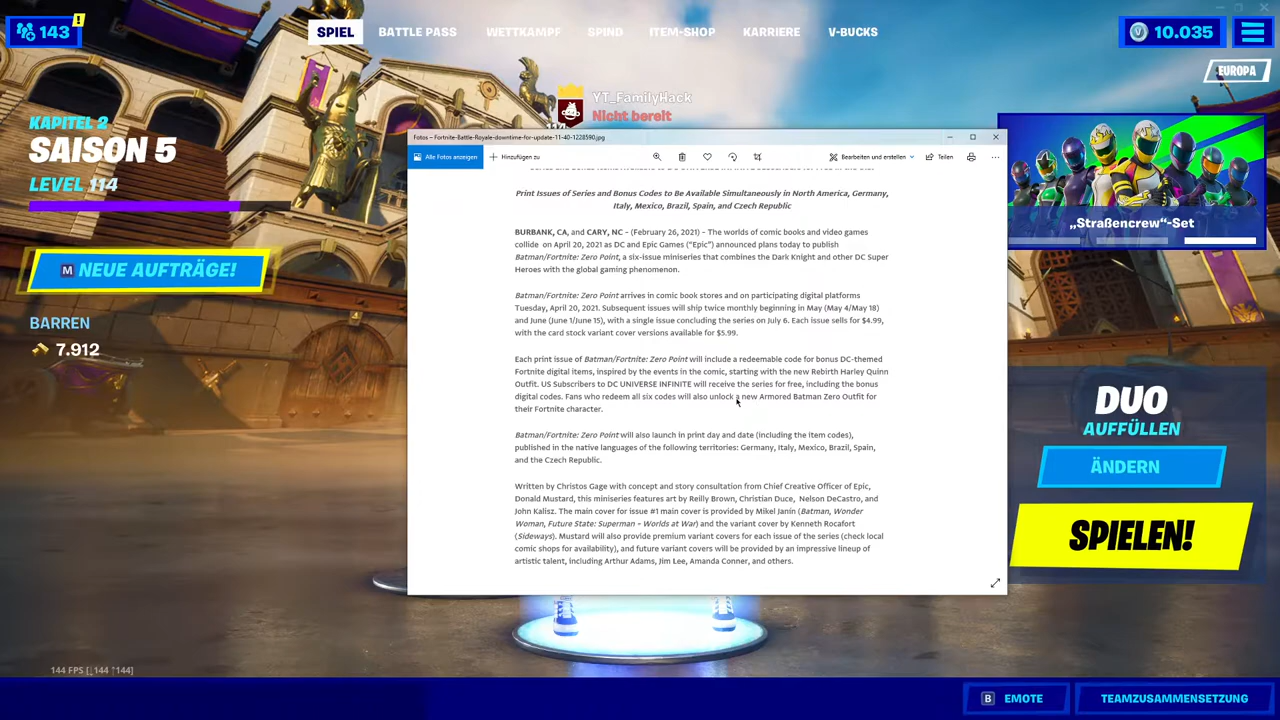 143
!
SPIEL
BATTLE PASS
WETTKAMPF
SPIND
ITEM-SHOP
KARRIERE
V-BUCKS
10.035
EUROPA
KAPITEL 2
SAISON 5
LEVEL 114
M NEUE AUFTRÄGE!
BARREN
7.912
YT_FamilyHack
Nicht bereit
Fotos – Fortnite-Battle-Royale-downtime-for-update-11-40-1228590.jpg
Alle Fotos anzeigen
Hinzufügen zu
Bearbeiten und erstellen
Teilen
Print Issues of Series and Bonus Codes to Be Available Simultaneously in North America, Germany,
Italy, Mexico, Brazil, Spain, and Czech Republic
BURBANK, CA, and CARY, NC – (February 26, 2021) – The worlds of comic books and video games
collide on April 20, 2021 as DC and Epic Games (“Epic”) announced plans today to publish
Batman/Fortnite: Zero Point, a six-issue miniseries that combines the Dark Knight and other DC Super
Heroes with the global gaming phenomenon.
Batman/Fortnite: Zero Point arrives in comic book stores and on participating digital platforms
Tuesday, April 20, 2021. Subsequent issues will ship twice monthly beginning in May (May 4/May 18)
and June (June 1/June 15), with a single issue concluding the series on July 6. Each issue sells for $4.99,
with the card stock variant cover versions available for $5.99.
Each print issue of Batman/Fortnite: Zero Point will include a redeemable code for bonus DC-themed
Fortnite digital items, inspired by the events in the comic, starting with the new Rebirth Harley Quinn
Outfit. US Subscribers to DC UNIVERSE INFINITE will receive the series for free, including the bonus
digital codes. Fans who redeem all six codes will also unlock a new Armored Batman Zero Outfit for
their Fortnite character.
Batman/Fortnite: Zero Point will also launch in print day and date (including the item codes),
published in the native languages of the following territories: Germany, Italy, Mexico, Brazil, Spain,
and the Czech Republic.
Written by Christos Gage with concept and story consultation from Chief Creative Officer of Epic,
Donald Mustard, this miniseries features art by Reilly Brown, Christian Duce, Nelson DeCastro, and
John Kalisz. The main cover for issue #1 main cover is provided by Mikel Janín (Batman, Wonder
Woman, Future State: Superman – Worlds at War) and the variant cover by Kenneth Rocafort
(Sideways). Mustard will also provide premium variant covers for each issue of the series (check local
comic shops for availability), and future variant covers will be provided by an impressive lineup of
artistic talent, including Arthur Adams, Jim Lee, Amanda Conner, and others.
„Straßencrew“-Set
DUO
AUFFÜLLEN
ÄNDERN
SPIELEN!
144 FPS [↓144 ↑144]
B EMOTE
TEAMZUSAMMENSETZUNG